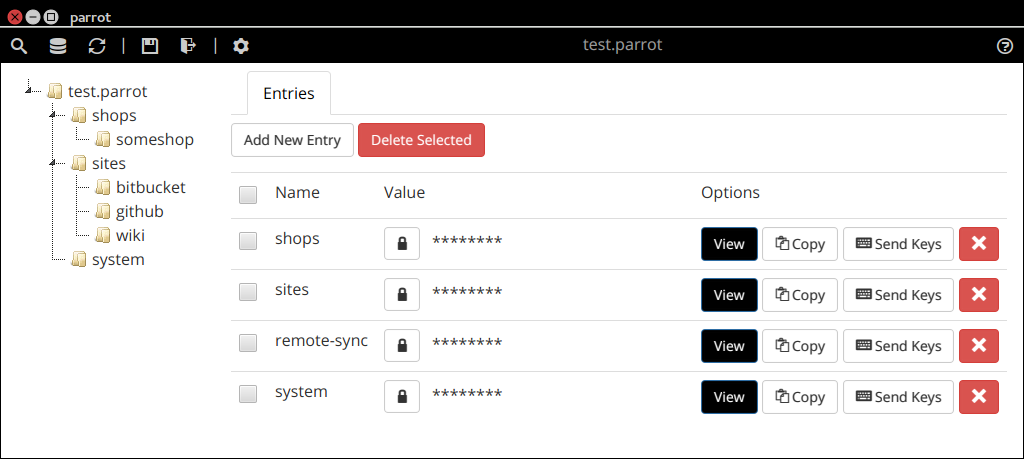 parrot
test.parrot
test.parrot
shops
someshop
sites
bitbucket
github
wiki
system
Entries
Add New Entry Delete Selected
Name Value Options
shops ******** View Copy Send Keys
sites ******** View Copy Send Keys
remote-sync ******** View Copy Send Keys
system ******** View Copy Send Keys